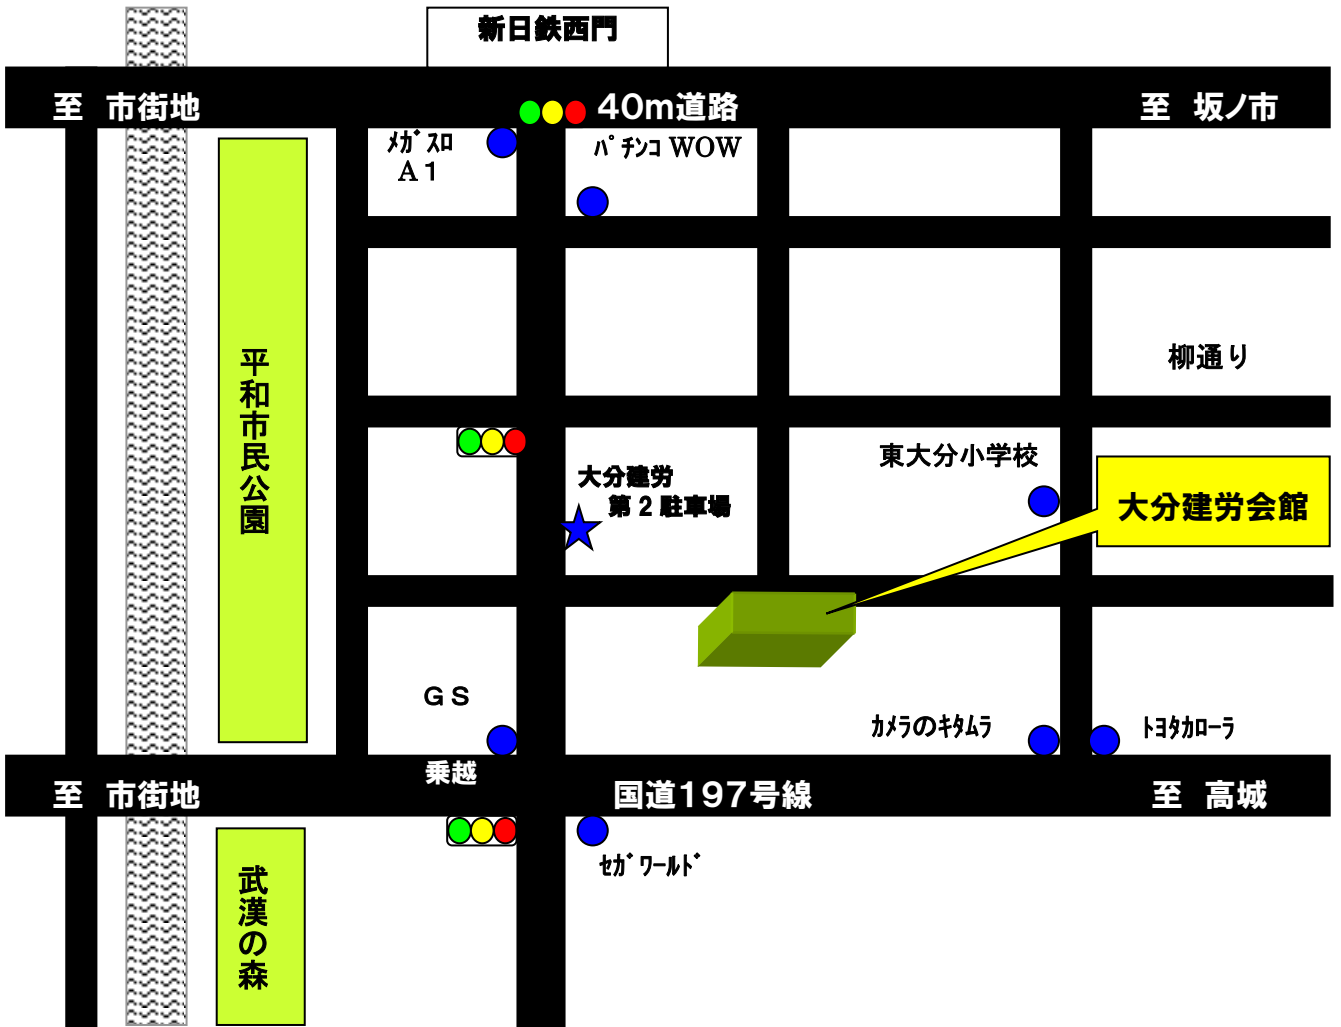 新日鉄西門
至 市街地
40m道路
至 坂ノ市
ﾒｶﾞｽﾛ
A1
ﾊﾟﾁﾝｺ WOW
柳通り
平和市民公園
東大分小学校
大分建労
第2駐車場
大分建労会館
GS
ｶﾒﾗのｷﾀﾑﾗ
ﾄﾖﾀｶﾛｰﾗ
乗越
至 市街地
国道197号線
至 高城
ｾｶﾞﾜｰﾙﾄﾞ
武漢の森